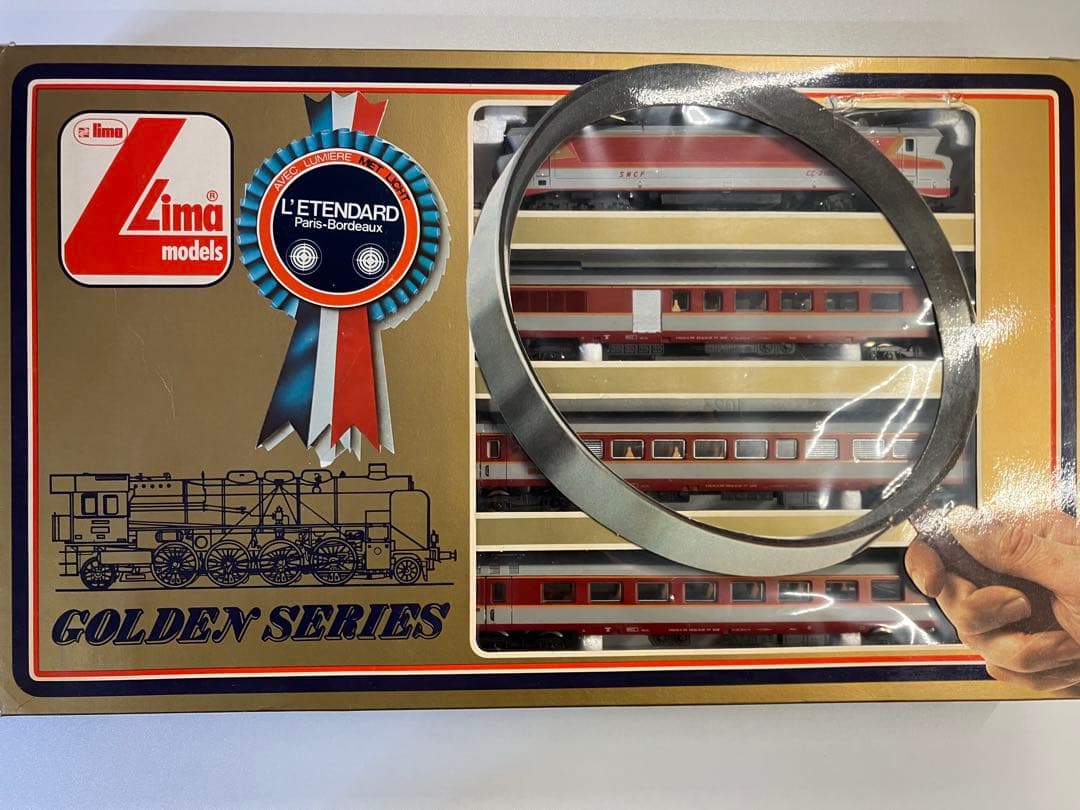 lima
Lima®
models
AVEC LUMIERE MET LICHT
L'ETENDARD
Paris-Bordeaux
GOLDEN SERIES
SNCF